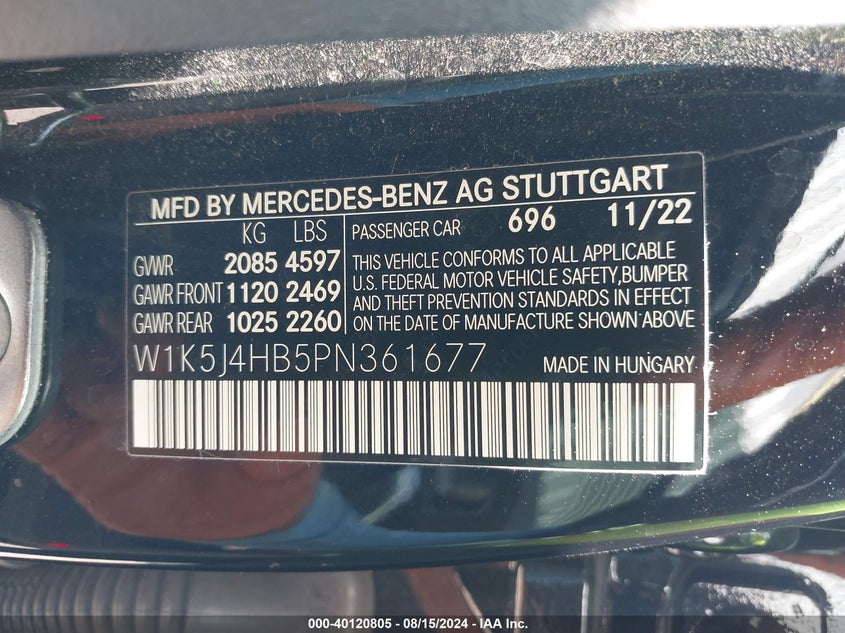 MFD BY MERCEDES-BENZ AG STUTTGART
KG LBS
GVWR 2085 4597
GAWR FRONT 1120 2469
GAWR REAR 1025 2260
PASSENGER CAR 696 11/22
THIS VEHICLE CONFORMS TO ALL APPLICABLE
U.S. FEDERAL MOTOR VEHICLE SAFETY, BUMPER
AND THEFT PREVENTION STANDARDS IN EFFECT
ON THE DATE OF MANUFACTURE SHOWN ABOVE.
W1K5J4HB5PN361677 MADE IN HUNGARY
000-40120805 - 08/15/2024 - IAA Inc.